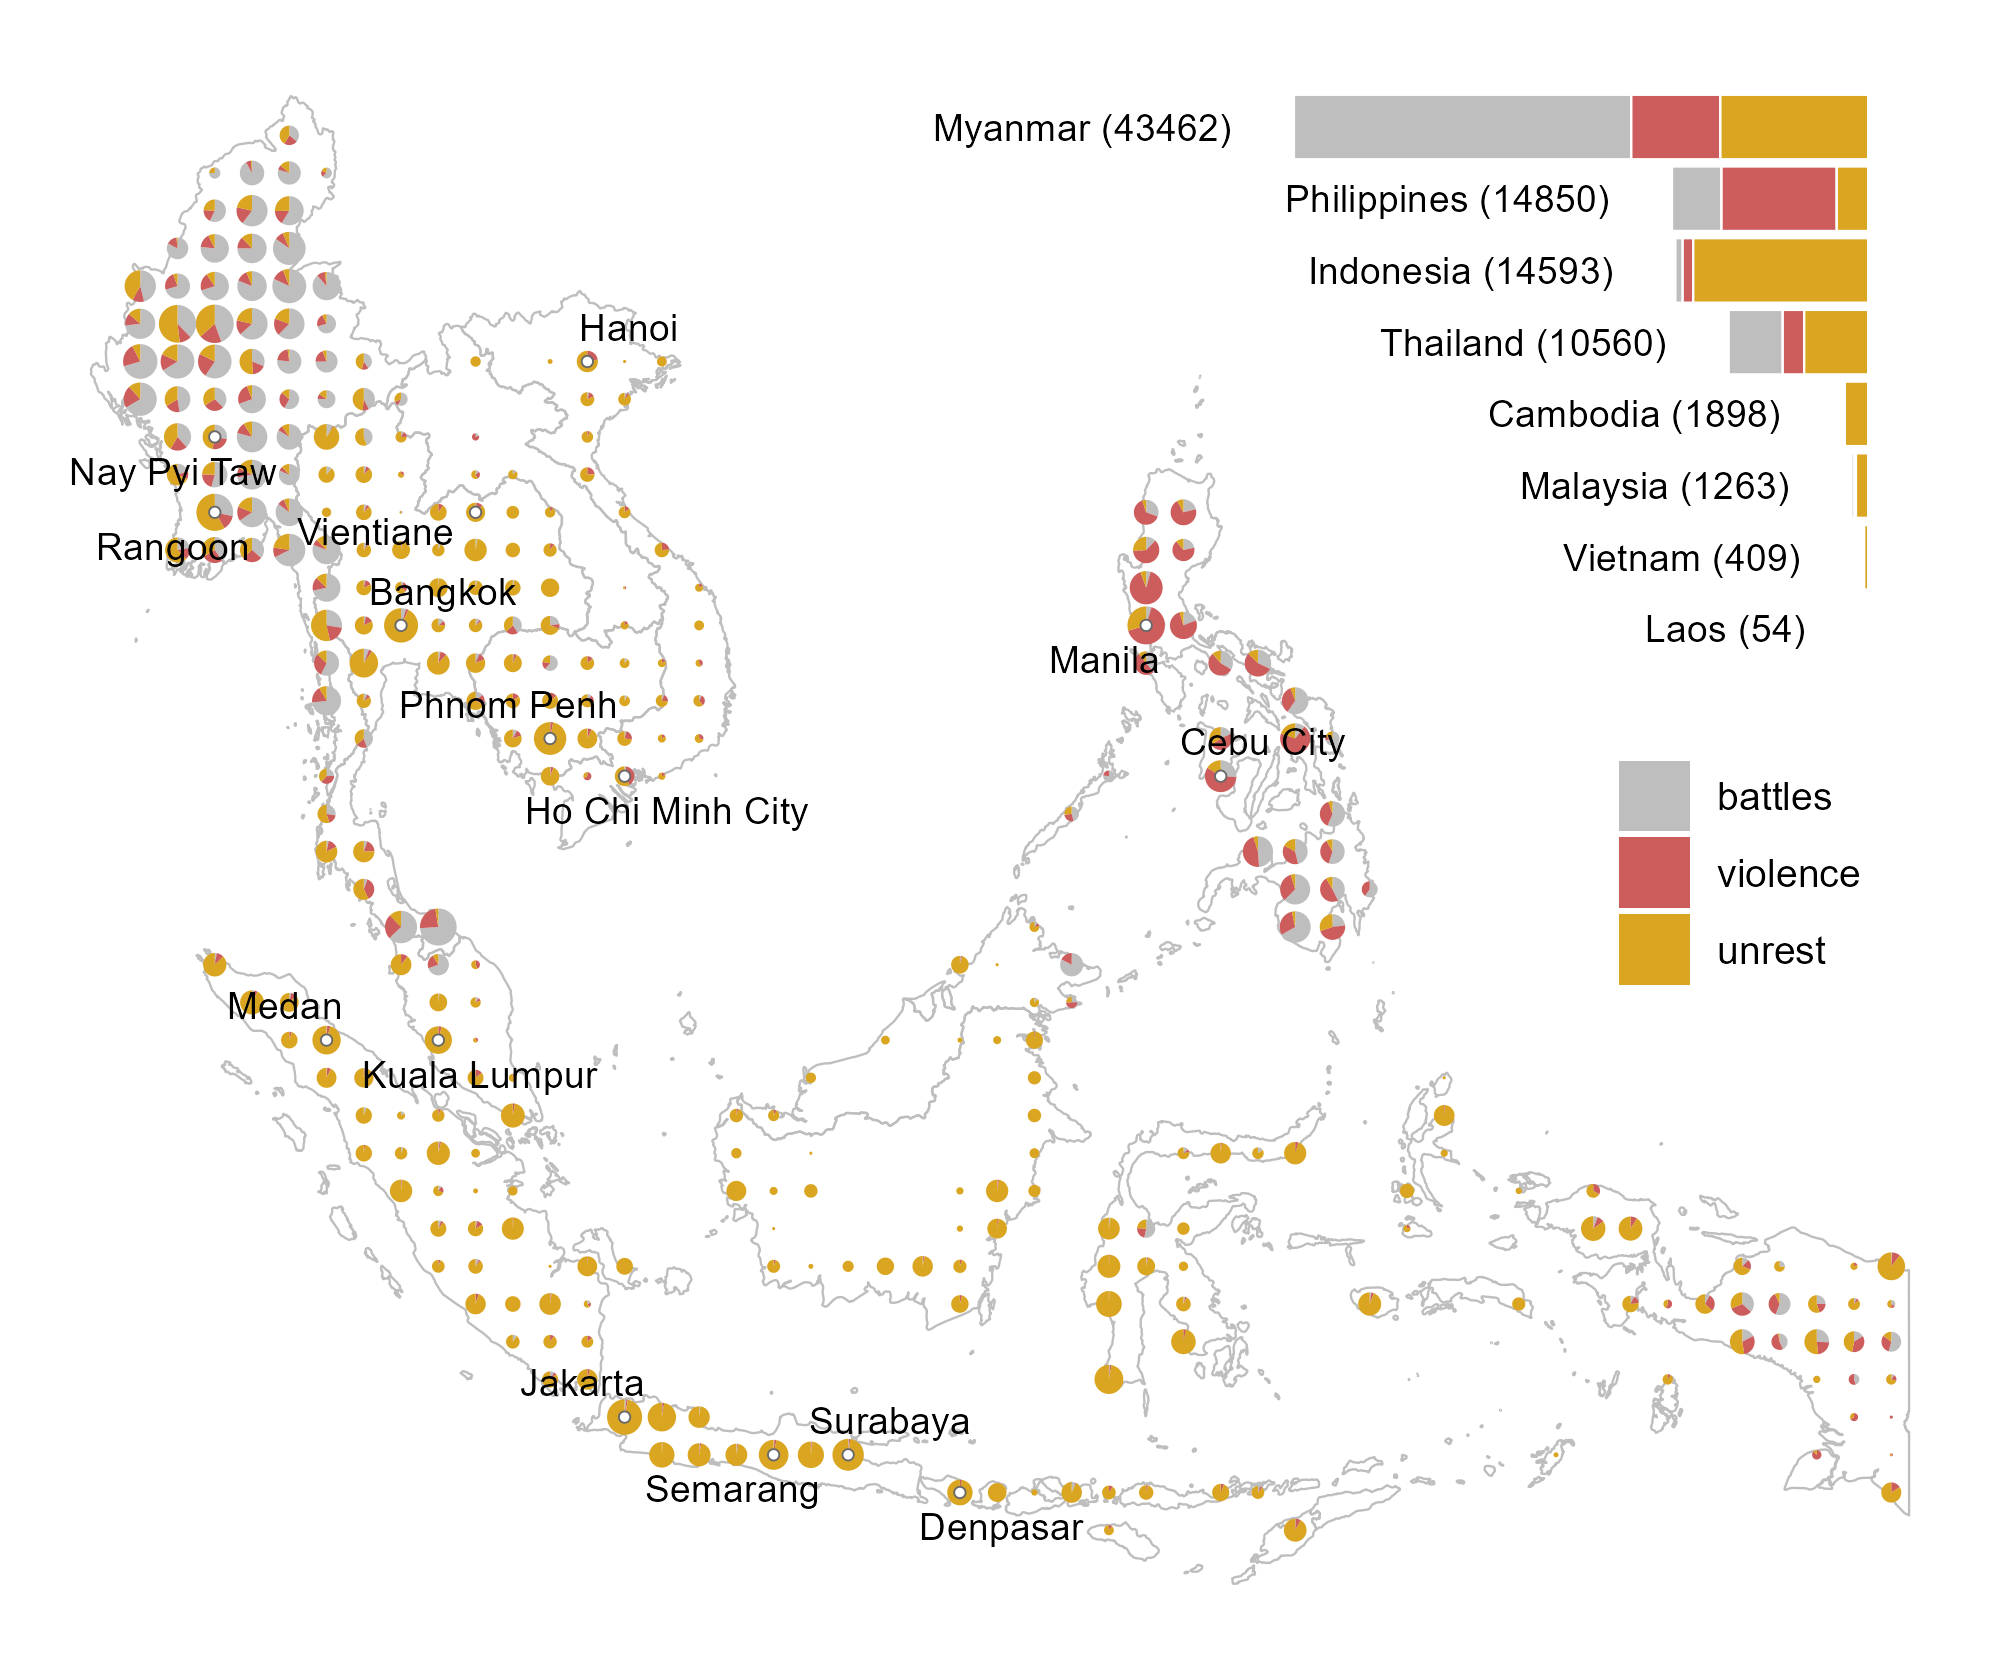 Myanmar (43462)
Philippines (14850)
Indonesia (14593)
Thailand (10560)
Cambodia (1898)
Malaysia (1263)
Vietnam (409)
Laos (54)
battles
violence
unrest
Hanoi
Nay Pyi Taw
Rangoon
Vientiane
Bangkok
Manila
Phnom Penh
Cebu City
Ho Chi Minh City
Medan
Kuala Lumpur
Jakarta
Surabaya
Semarang
Denpasar